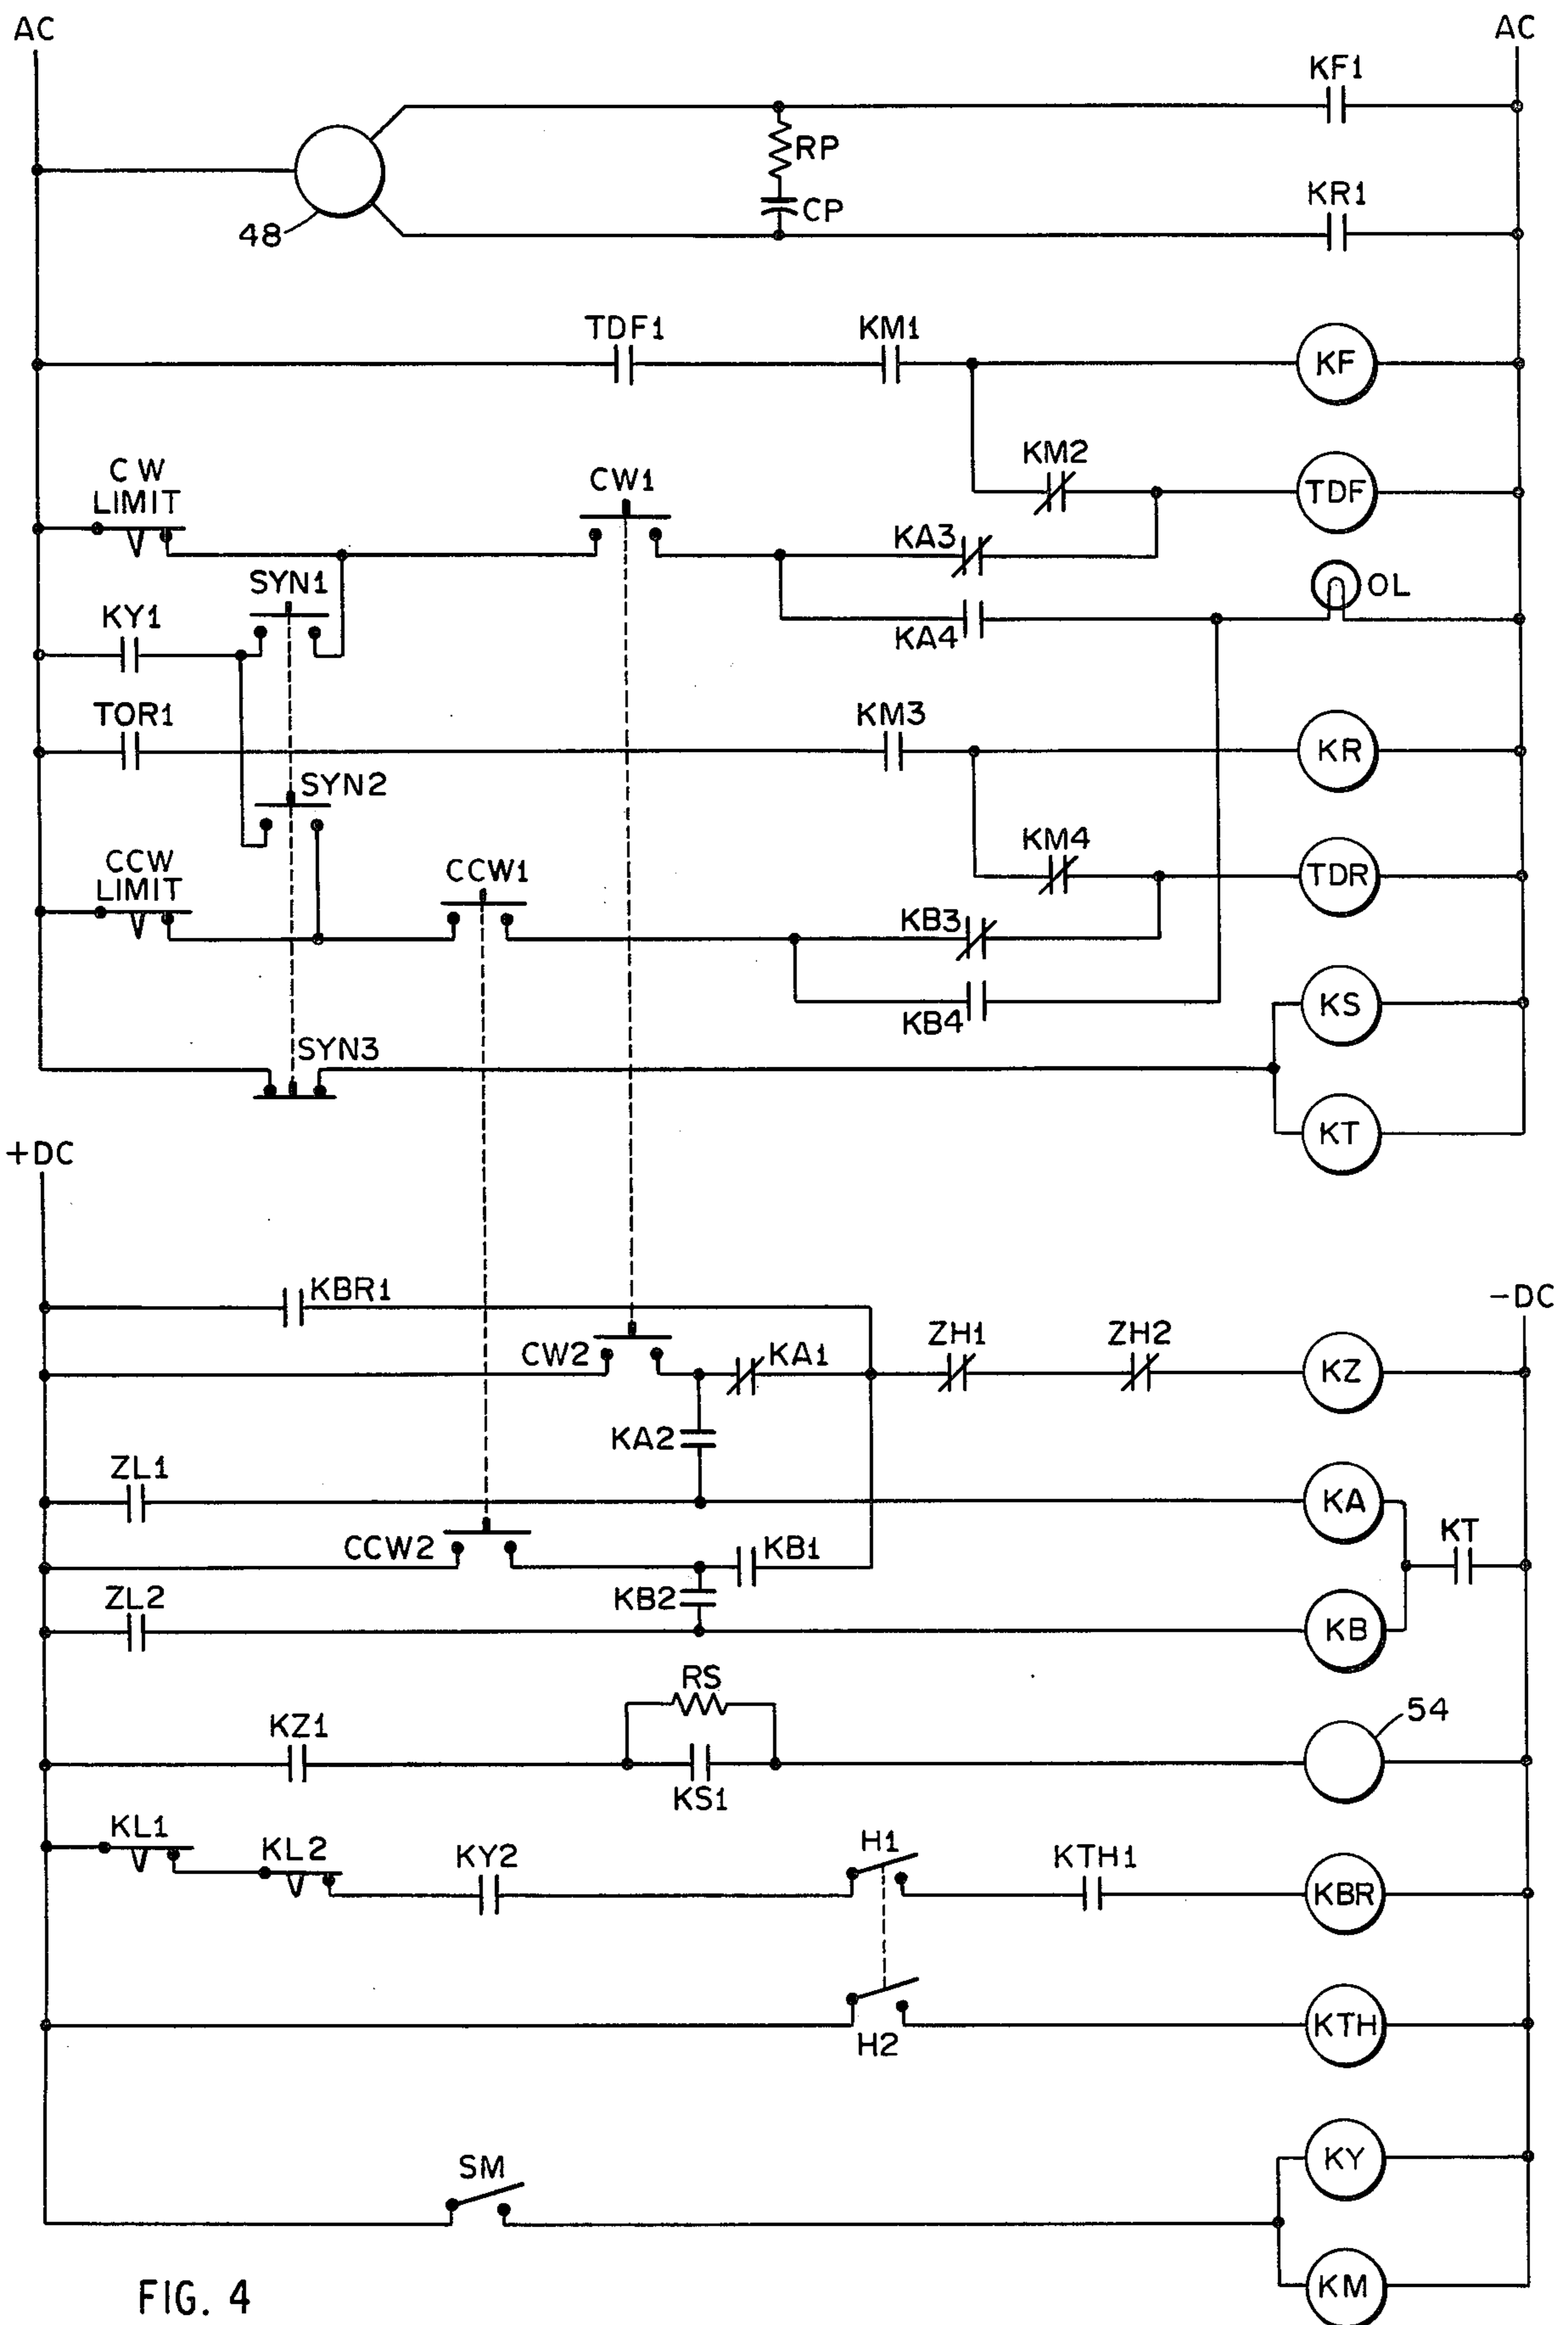 AC
AC
KF1
RP
CP
KR1
48
TDF1
KM1
KF
CW
LIMIT
CW1
KM2
TDF
KA3
SYN1
OL
KY1
KA4
TOR1
KM3
KR
SYN2
CCW
LIMIT
CCW1
KM4
TDR
KB3
KB4
KS
SYN3
KT
+DC
KBR1
-DC
CW2
KA1
ZH1
ZH2
KZ
KA2
ZL1
KA
CCW2
KB1
KT
ZL2
KB2
KB
RS
54
KZ1
KS1
KL1
KL2
KY2
H1
KTH1
KBR
H2
KTH
SM
KY
KM
FIG. 4